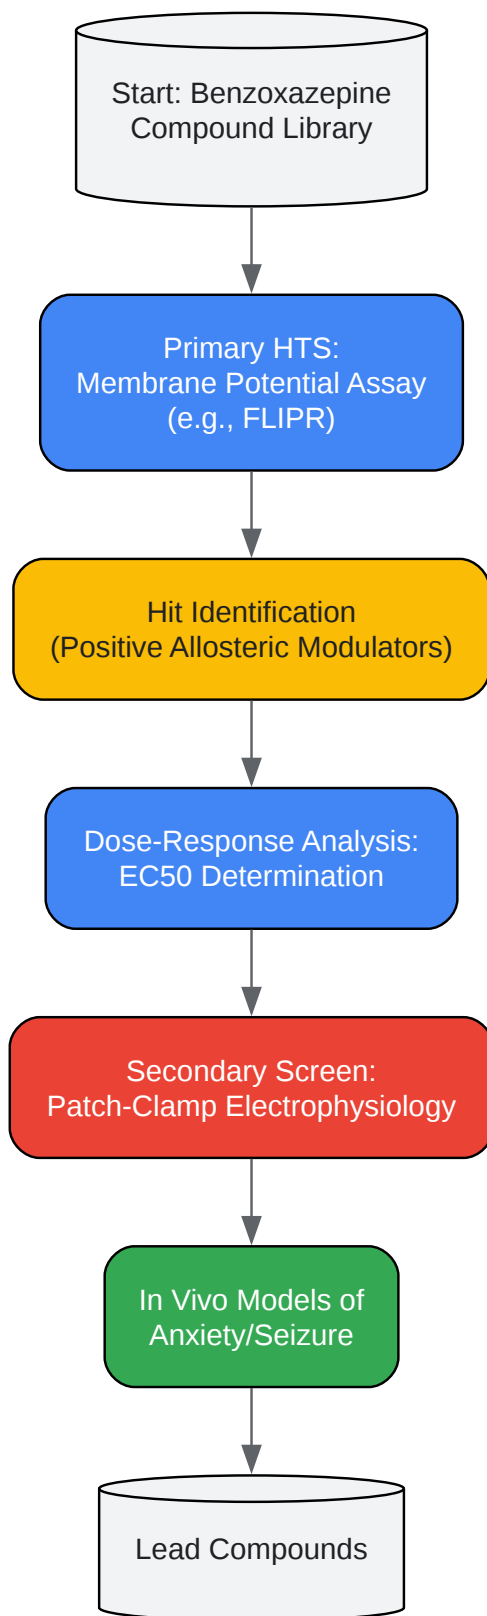 Start: Benzoxazepine
Compound Library
Primary HTS:
Membrane Potential Assay
(e.g., FLIPR)
Hit Identification
(Positive Allosteric Modulators)
Dose-Response Analysis:
EC50 Determination
Secondary Screen:
Patch-Clamp Electrophysiology
In Vivo Models of
Anxiety/Seizure
Lead Compounds